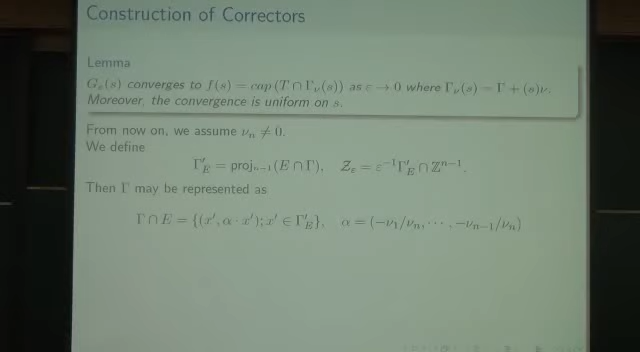 Construction of Correctors
Lemma
G_ε(s) converges to f(s) = cap(T ∩ Γ_ν(s)) as ε → 0 where Γ_ν(s) = Γ + (s)ν.
Moreover, the convergence is uniform on s.
From now on, we assume ν_n ≠ 0.
We define
Γ'_E = proj_{n−1}(E ∩ Γ), Z_ε = ε^{−1}Γ'_E ∩ ℤ^{n−1}.
Then Γ may be represented as
Γ ∩ E = {(x', α · x'); x' ∈ Γ'_E}, α = (−ν_1/ν_n, ··· , −ν_{n−1}/ν_n)